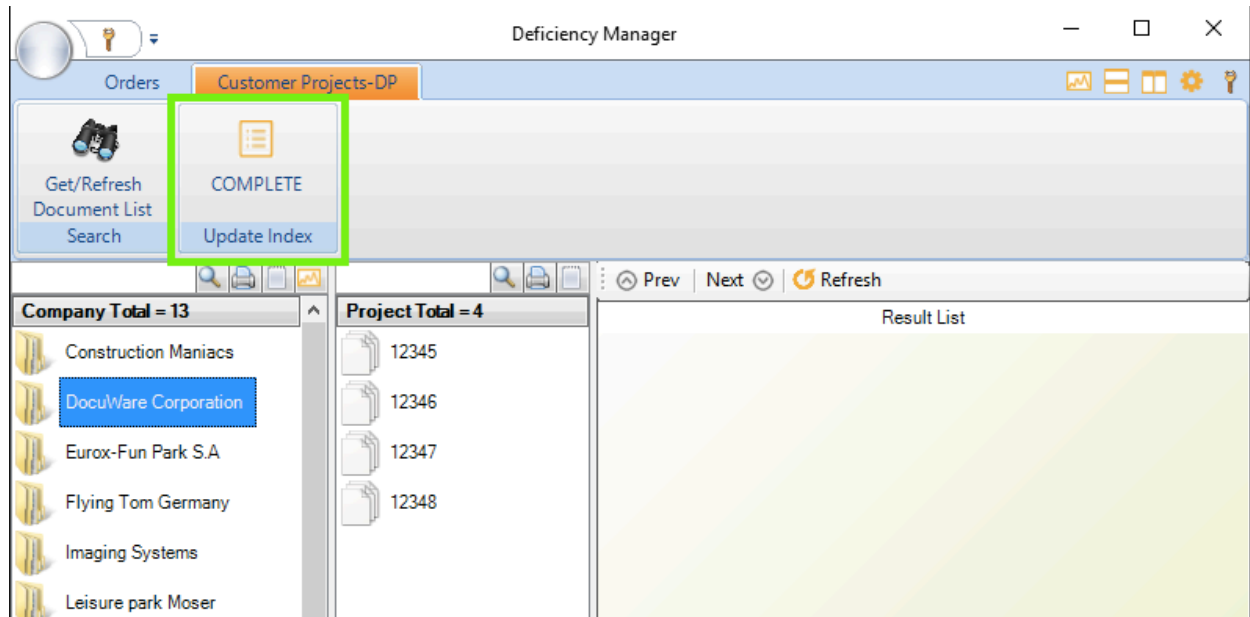 Deficiency Manager
Orders
Customer Projects-DP
Get/Refresh
Document List
Search
COMPLETE
Update Index
Prev
Next
Refresh
Company Total = 13
Construction Maniacs
DocuWare Corporation
Eurox-Fun Park S.A
Flying Tom Germany
Imaging Systems
Leisure park Moser
Project Total = 4
12345
12346
12347
12348
Result List